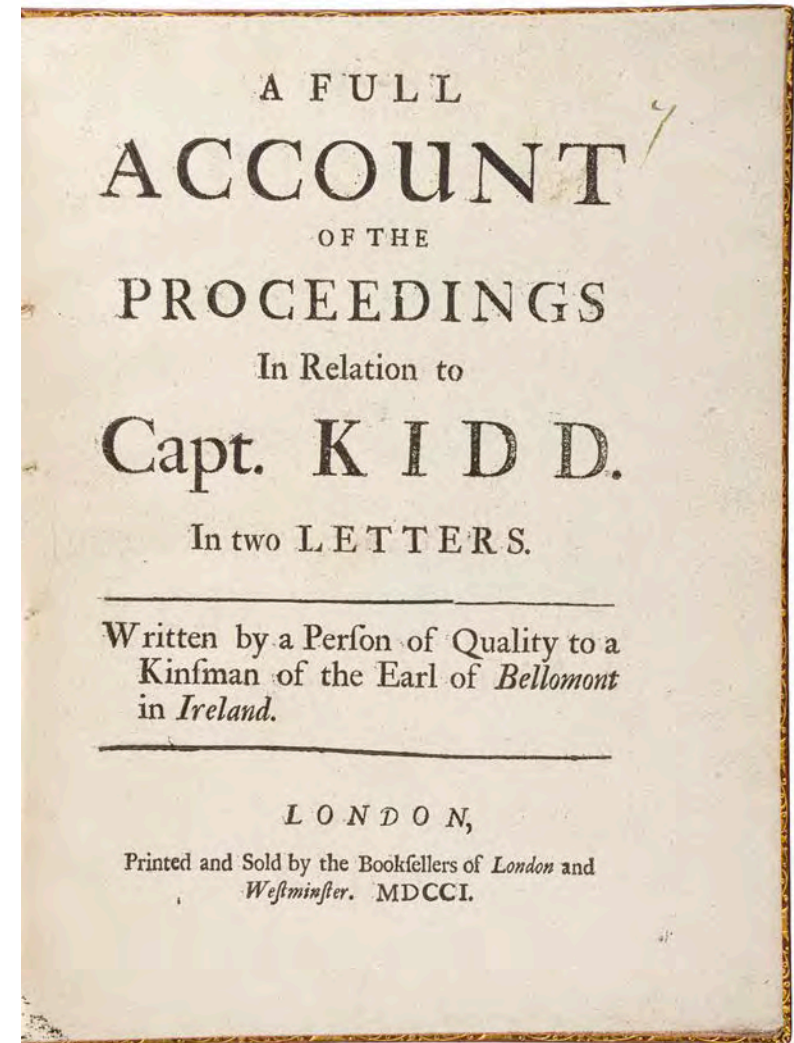 A FULL
ACCOUNT
OF THE
PROCEEDINGS
In Relation to
Capt. KIDD.
In two LETTERS.
Written by a Perſon of Quality to a
Kinſman of the Earl of Bellomont
in Ireland.
LONDON,
Printed and Sold by the Bookſellers of London and
Weſtminſter. MDCCI.